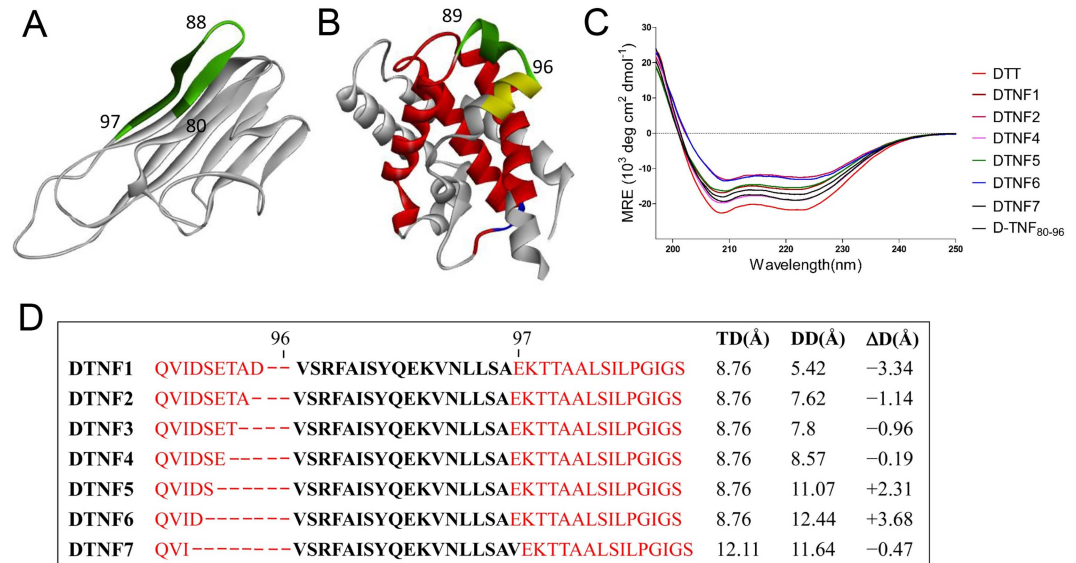 A
88
97
80
B
89
96
C
30
20
10
0
-10
-20
MRE (10³ deg cm² dmol⁻¹)
200
210
220
230
240
250
Wavelength(nm)
DTT
DTNF1
DTNF2
DTNF4
DTNF5
DTNF6
DTNF7
D-TNF80-96
D
96
97
TD(Å) DD(Å) ΔD(Å)
DTNF1 QVIDSETAD-- VSRFAISYQEKVNLLSAEKTTAALSILPGIGS 8.76 5.42 −3.34
DTNF2 QVIDSETA--- VSRFAISYQEKVNLLSAEKTTAALSILPGIGS 8.76 7.62 −1.14
DTNF3 QVIDSET---- VSRFAISYQEKVNLLSAEKTTAALSILPGIGS 8.76 7.8 −0.96
DTNF4 QVIDSE----- VSRFAISYQEKVNLLSAEKTTAALSILPGIGS 8.76 8.57 −0.19
DTNF5 QVIDS------ VSRFAISYQEKVNLLSAEKTTAALSILPGIGS 8.76 11.07 +2.31
DTNF6 QVID------- VSRFAISYQEKVNLLSAEKTTAALSILPGIGS 8.76 12.44 +3.68
DTNF7 QVI-------- VSRFAISYQEKVNLLSAVEKTTAALSILPGIGS 12.11 11.64 −0.47